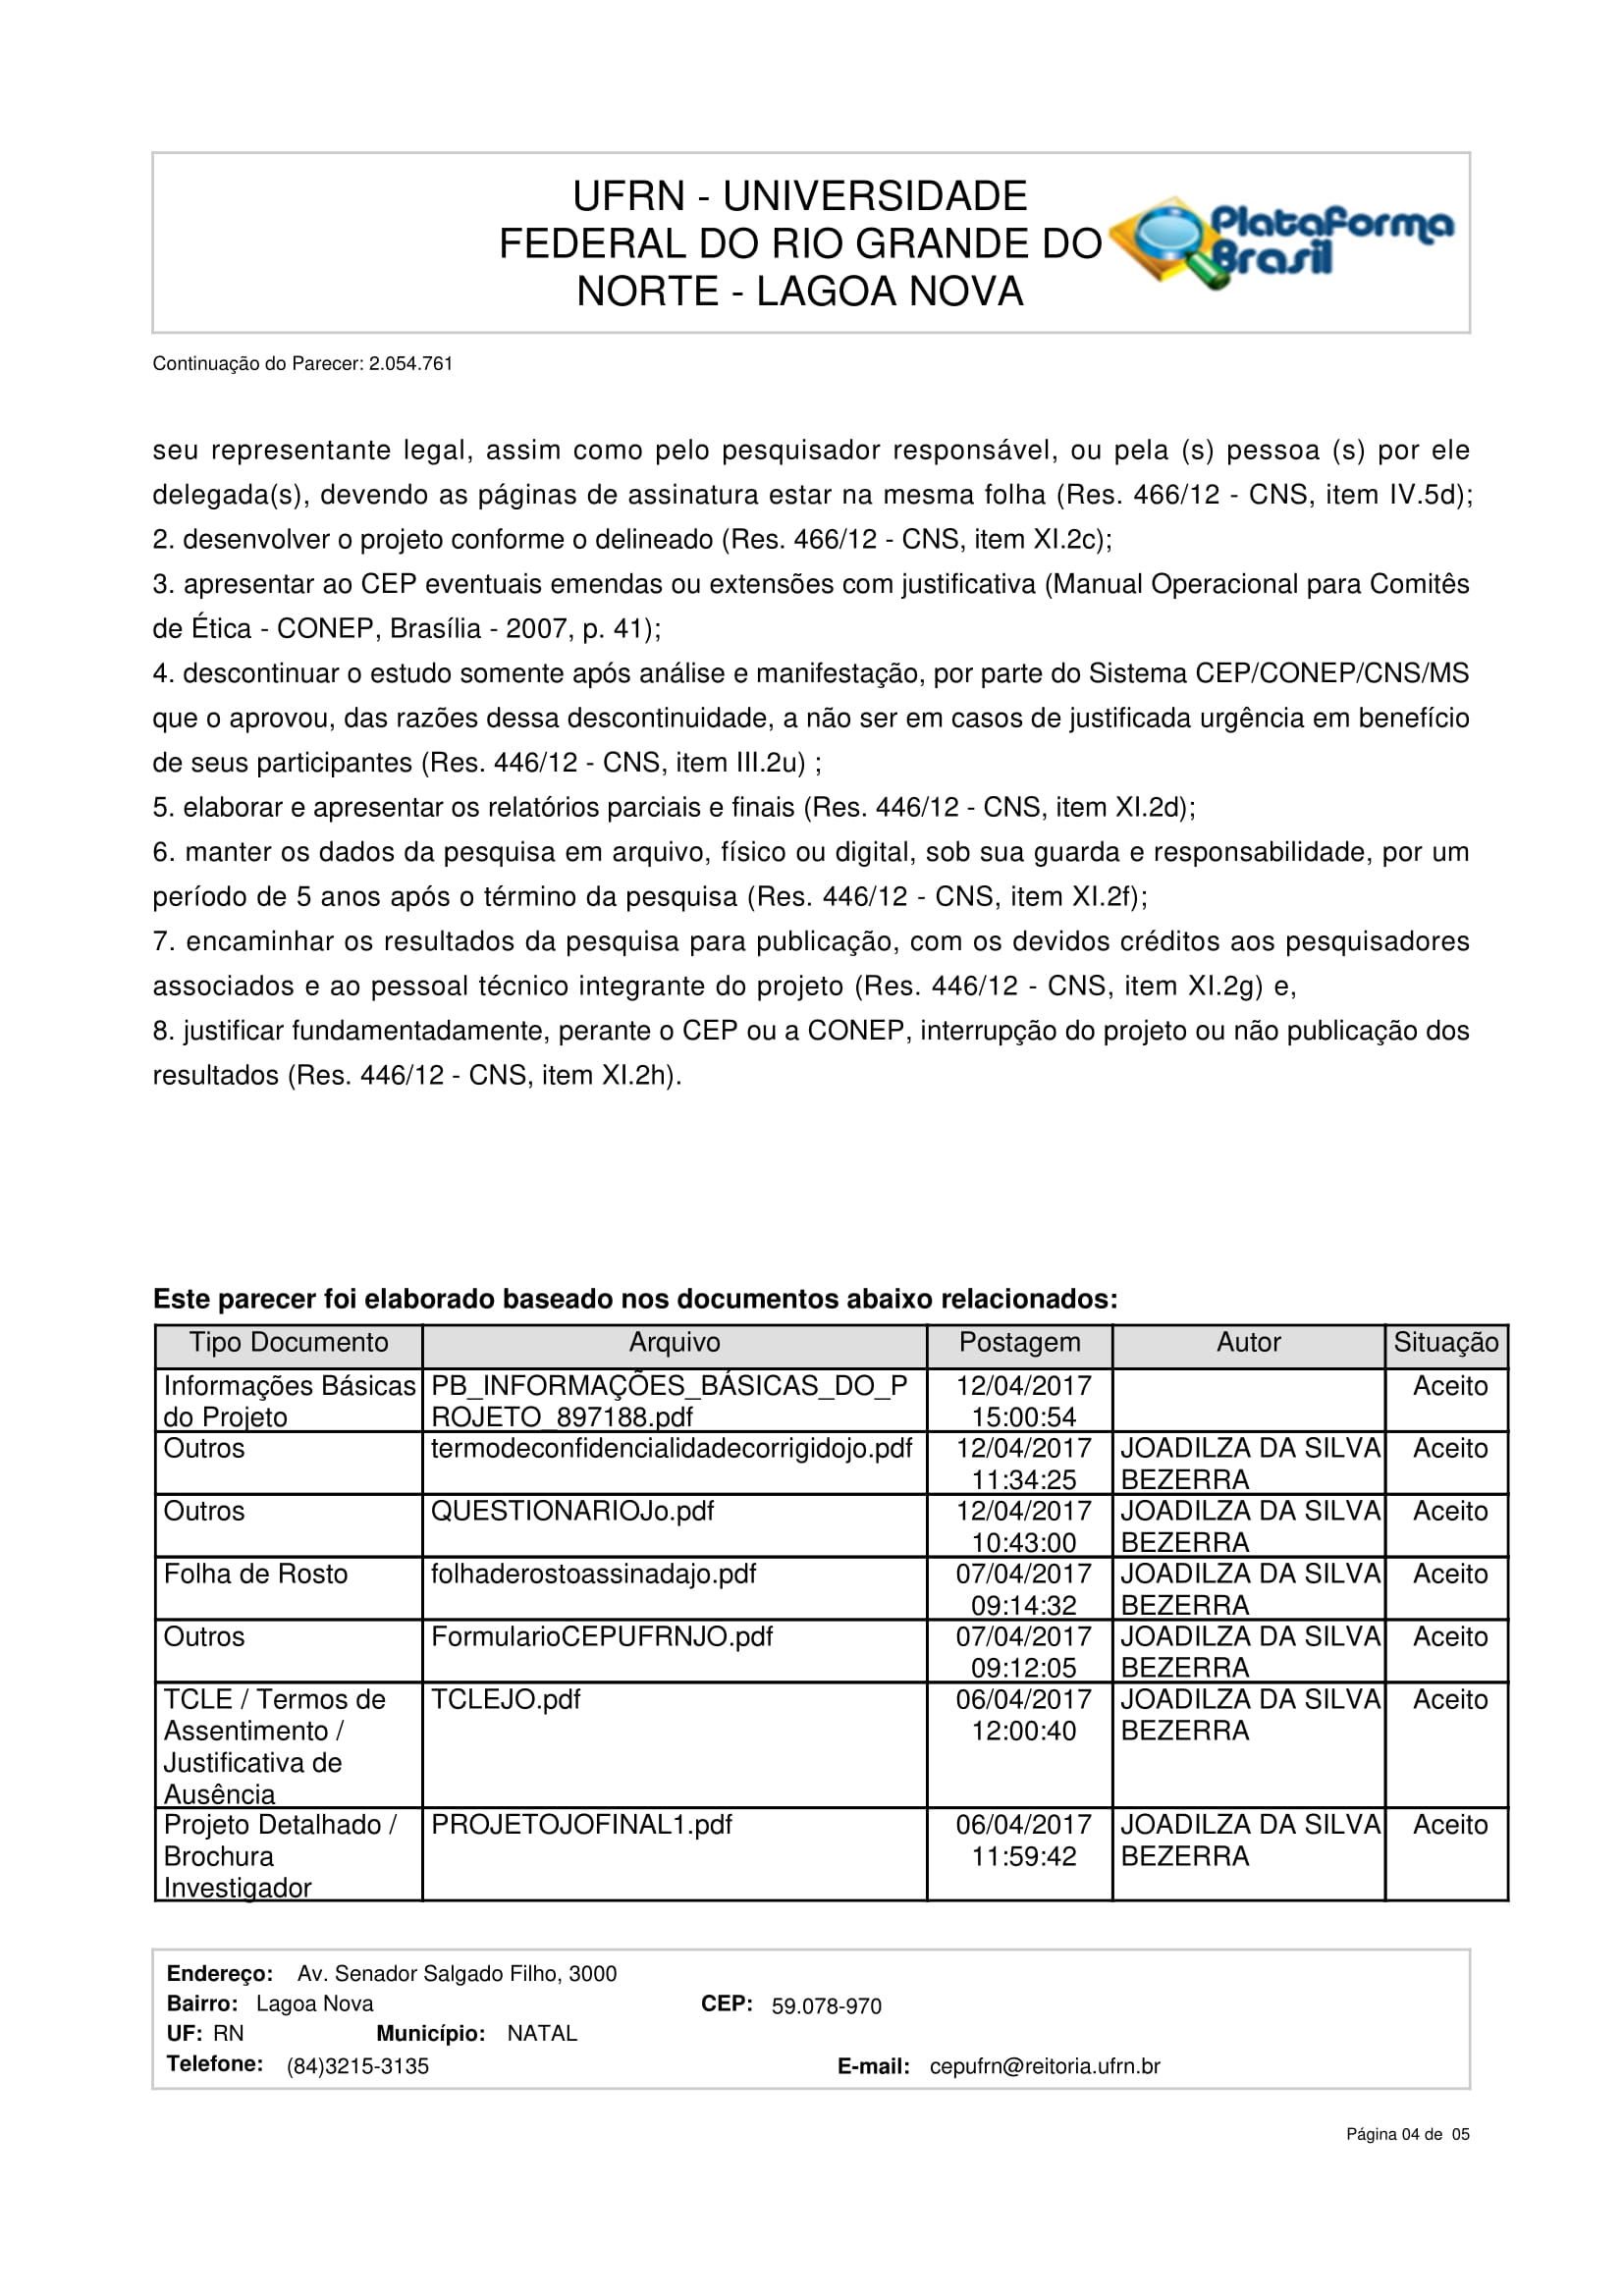 UFRN - UNIVERSIDADE
FEDERAL DO RIO GRANDE DO
NORTE - LAGOA NOVA
Plataforma
Brasil
Continuação do Parecer: 2.054.761
seu representante legal, assim como pelo pesquisador responsável, ou pela (s) pessoa (s) por ele
delegada(s), devendo as páginas de assinatura estar na mesma folha (Res. 466/12 - CNS, item IV.5d);
2. desenvolver o projeto conforme o delineado (Res. 466/12 - CNS, item XI.2c);
3. apresentar ao CEP eventuais emendas ou extensões com justificativa (Manual Operacional para Comitês
de Ética - CONEP, Brasília - 2007, p. 41);
4. descontinuar o estudo somente após análise e manifestação, por parte do Sistema CEP/CONEP/CNS/MS
que o aprovou, das razões dessa descontinuidade, a não ser em casos de justificada urgência em benefício
de seus participantes (Res. 446/12 - CNS, item III.2u) ;
5. elaborar e apresentar os relatórios parciais e finais (Res. 446/12 - CNS, item XI.2d);
6. manter os dados da pesquisa em arquivo, físico ou digital, sob sua guarda e responsabilidade, por um
período de 5 anos após o término da pesquisa (Res. 446/12 - CNS, item XI.2f);
7. encaminhar os resultados da pesquisa para publicação, com os devidos créditos aos pesquisadores
associados e ao pessoal técnico integrante do projeto (Res. 446/12 - CNS, item XI.2g) e,
8. justificar fundamentadamente, perante o CEP ou a CONEP, interrupção do projeto ou não publicação dos
resultados (Res. 446/12 - CNS, item XI.2h).
Este parecer foi elaborado baseado nos documentos abaixo relacionados:
Tipo Documento Arquivo Postagem Autor Situação
Informações Básicas PB_INFORMAÇÕES_BÁSICAS_DO_P 12/04/2017 Aceito
do Projeto ROJETO_897188.pdf 15:00:54
Outros termodeconfidencialidadecorrigidojo.pdf 12/04/2017 JOADILZA DA SILVA Aceito
11:34:25 BEZERRA
Outros QUESTIONARIOJo.pdf 12/04/2017 JOADILZA DA SILVA Aceito
10:43:00 BEZERRA
Folha de Rosto folhaderostoassinadajo.pdf 07/04/2017 JOADILZA DA SILVA Aceito
09:14:32 BEZERRA
Outros FormularioCEPUFRNJO.pdf 07/04/2017 JOADILZA DA SILVA Aceito
09:12:05 BEZERRA
TCLE / Termos de TCLEJO.pdf 06/04/2017 JOADILZA DA SILVA Aceito
Assentimento / 12:00:40 BEZERRA
Justificativa de
Ausência
Projeto Detalhado / PROJETOJOFINAL1.pdf 06/04/2017 JOADILZA DA SILVA Aceito
Brochura 11:59:42 BEZERRA
Investigador
Endereço: Av. Senador Salgado Filho, 3000
Bairro: Lagoa Nova CEP: 59.078-970
UF: RN Município: NATAL
Telefone: (84)3215-3135 E-mail: cepufrn@reitoria.ufrn.br
Página 04 de 05